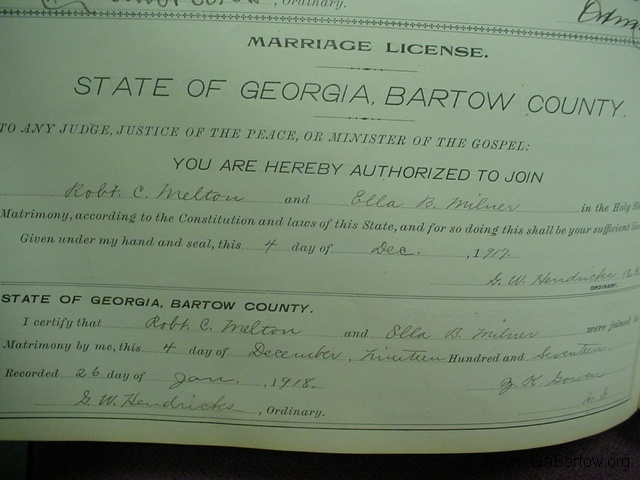 , Ordinary.
MARRIAGE LICENSE.
STATE OF GEORGIA, BARTOW COUNTY.
TO ANY JUDGE, JUSTICE OF THE PEACE, OR MINISTER OF THE GOSPEL:
YOU ARE HEREBY AUTHORIZED TO JOIN
Robt. C. Melton and Ella B. Milner in the Holy
Matrimony, according to the Constitution and laws of this State, and for so doing this shall be your sufficient
Given under my hand and seal, this 4 day of Dec. , 1917.
G. W. Hendricks
ORDINARY.
STATE OF GEORGIA, BARTOW COUNTY.
I certify that Robt. C. Melton and Ella B. Milner were joined
Matrimony by me, this 4 day of December, Nineteen Hundred and Seventeen.
Recorded 26 day of Jan. , 1918.
G. W. Hendricks , Ordinary.
GaBartow.org